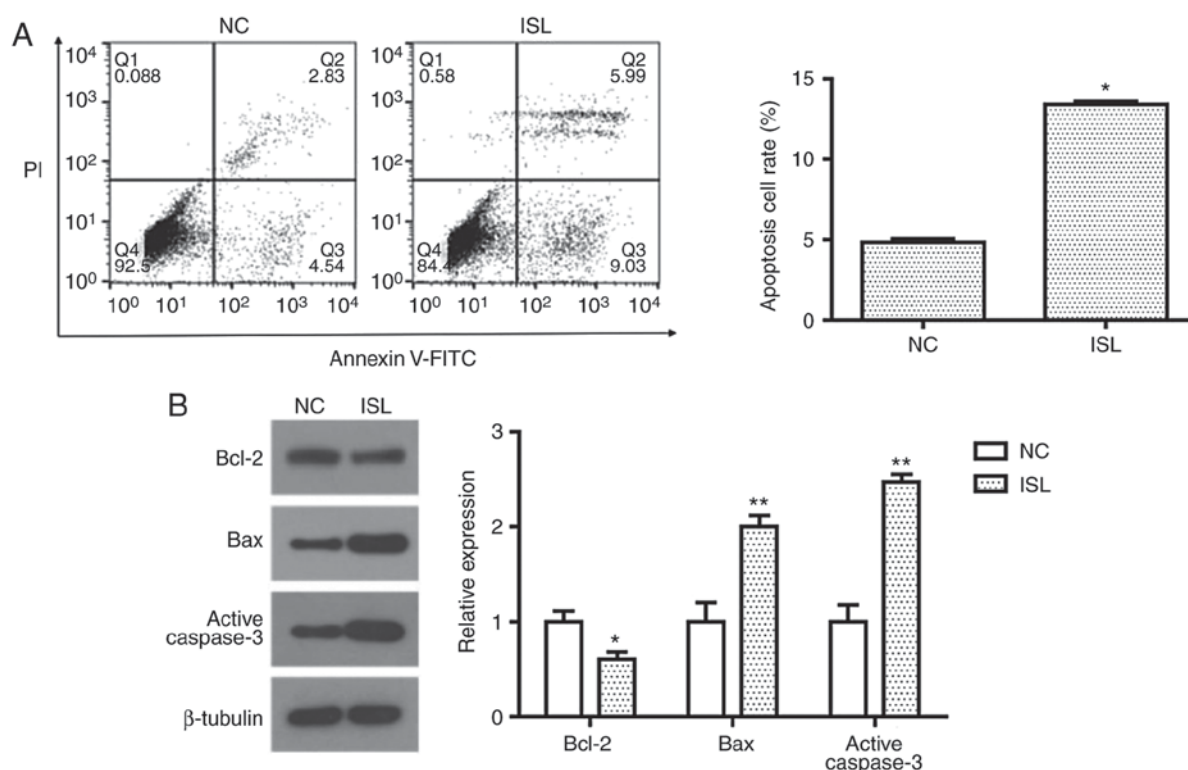 A
NC
ISL
10⁴
10³
10²
10¹
10⁰
PI
Q1
0.088
Q2
2.83
Q4
92.5
Q3
4.54
10⁰ 10¹ 10² 10³ 10⁴
10⁴
10³
10²
10¹
10⁰
Q1
0.58
Q2
5.99
Q4
Q3
9.03
10⁰ 10¹ 10² 10³ 10⁴
Annexin V-FITC
Apoptosis cell rate (%)
15
10
5
0
*
NC ISL
B
NC ISL
Bcl-2
Bax
Active
caspase-3
β-tubulin
Relative expression
3
2
1
0
*
**
**
Bcl-2 Bax Active
caspase-3
NC
ISL